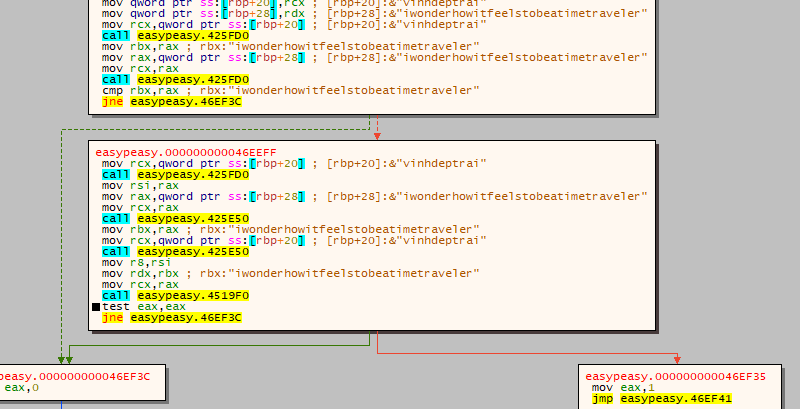 mov qword ptr ss:[rbp+20],rcx ; [rbp+20]:&"vinhdeptrai"
mov qword ptr ss:[rbp+28],rdx ; [rbp+28]:&"iwonderhowitfeelstobeatimetraveler"
mov rcx,qword ptr ss:[rbp+20] ; [rbp+20]:&"vinhdeptrai"
call easypeasy.425FD0
mov rbx,rax ; rbx:"iwonderhowitfeelstobeatimetraveler"
mov rax,qword ptr ss:[rbp+28] ; [rbp+28]:&"iwonderhowitfeelstobeatimetraveler"
mov rcx,rax
call easypeasy.425FD0
cmp rbx,rax ; rbx:"iwonderhowitfeelstobeatimetraveler"
jne easypeasy.46EF3C
easypeasy.000000000046EEFF
mov rcx,qword ptr ss:[rbp+20] ; [rbp+20]:&"vinhdeptrai"
call easypeasy.425FD0
mov rsi,rax
mov rax,qword ptr ss:[rbp+28] ; [rbp+28]:&"iwonderhowitfeelstobeatimetraveler"
mov rcx,rax
call easypeasy.425E50
mov rbx,rax ; rbx:"iwonderhowitfeelstobeatimetraveler"
mov rcx,qword ptr ss:[rbp+20] ; [rbp+20]:&"vinhdeptrai"
call easypeasy.425E50
mov r8,rsi
mov rdx,rbx ; rbx:"iwonderhowitfeelstobeatimetraveler"
mov rcx,rax
call easypeasy.4519F0
test eax,eax
jne easypeasy.46EF3C
peasy.000000000046EF3C
eax,0
easypeasy.000000000046EF35
mov eax,1
jmp easypeasy.46EF41